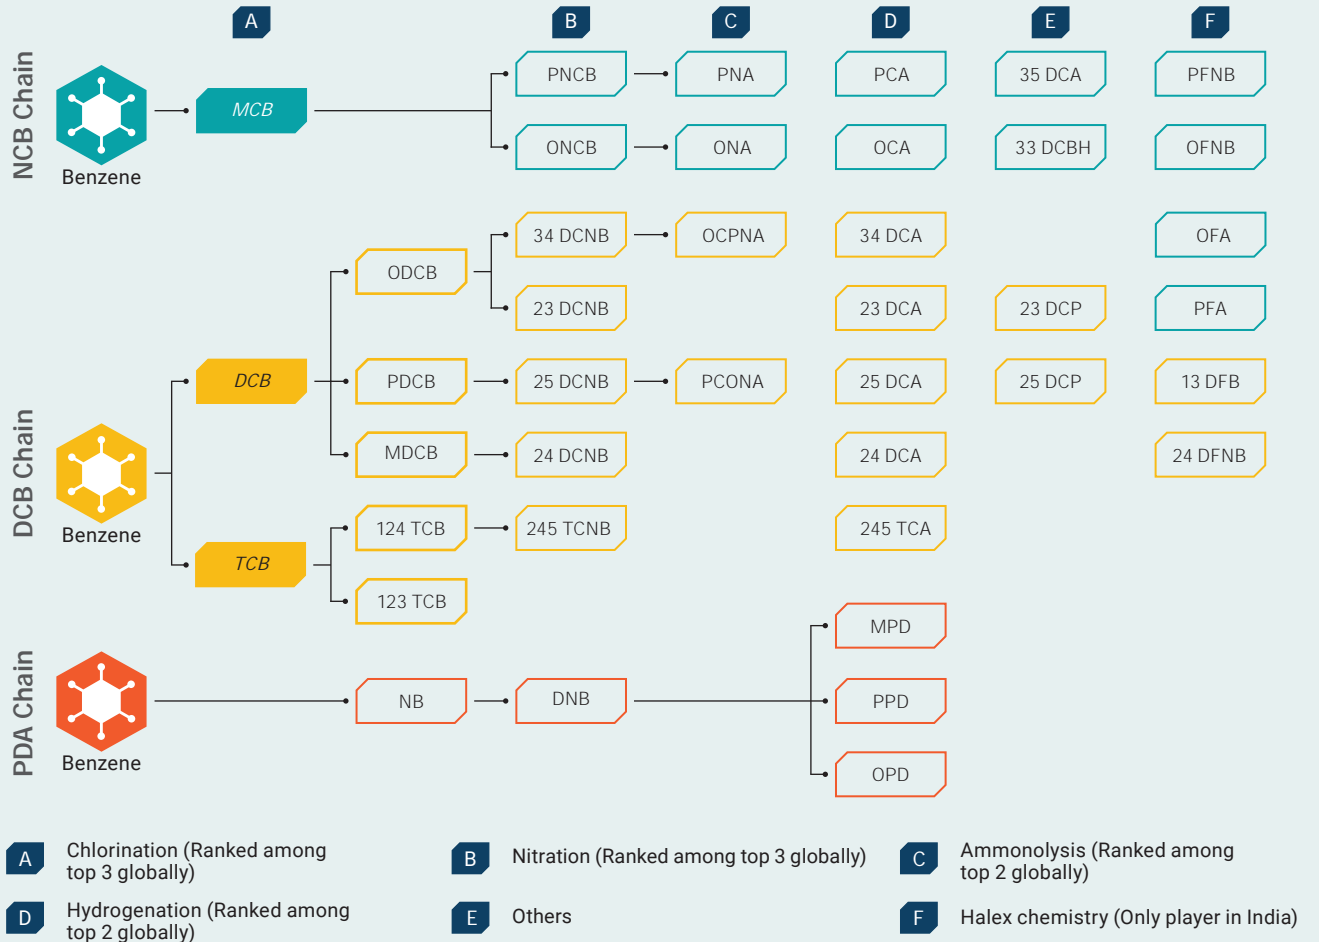 A
B
C
D
E
F
NCB Chain
Benzene
MCB
PNCB
PNA
PCA
35 DCA
PFNB
ONCB
ONA
OCA
33 DCBH
OFNB
DCB Chain
Benzene
DCB
TCB
ODCB
34 DCNB
OCPNA
34 DCA
OFA
23 DCNB
23 DCA
23 DCP
PFA
PDCB
25 DCNB
PCONA
25 DCA
25 DCP
13 DFB
MDCB
24 DCNB
24 DCA
24 DFNB
124 TCB
245 TCNB
245 TCA
123 TCB
PDA Chain
Benzene
NB
DNB
MPD
PPD
OPD
A
Chlorination (Ranked among
top 3 globally)
B
Nitration (Ranked among top 3 globally)
C
Ammonolysis (Ranked among
top 2 globally)
D
Hydrogenation (Ranked among
top 2 globally)
E
Others
F
Halex chemistry (Only player in India)